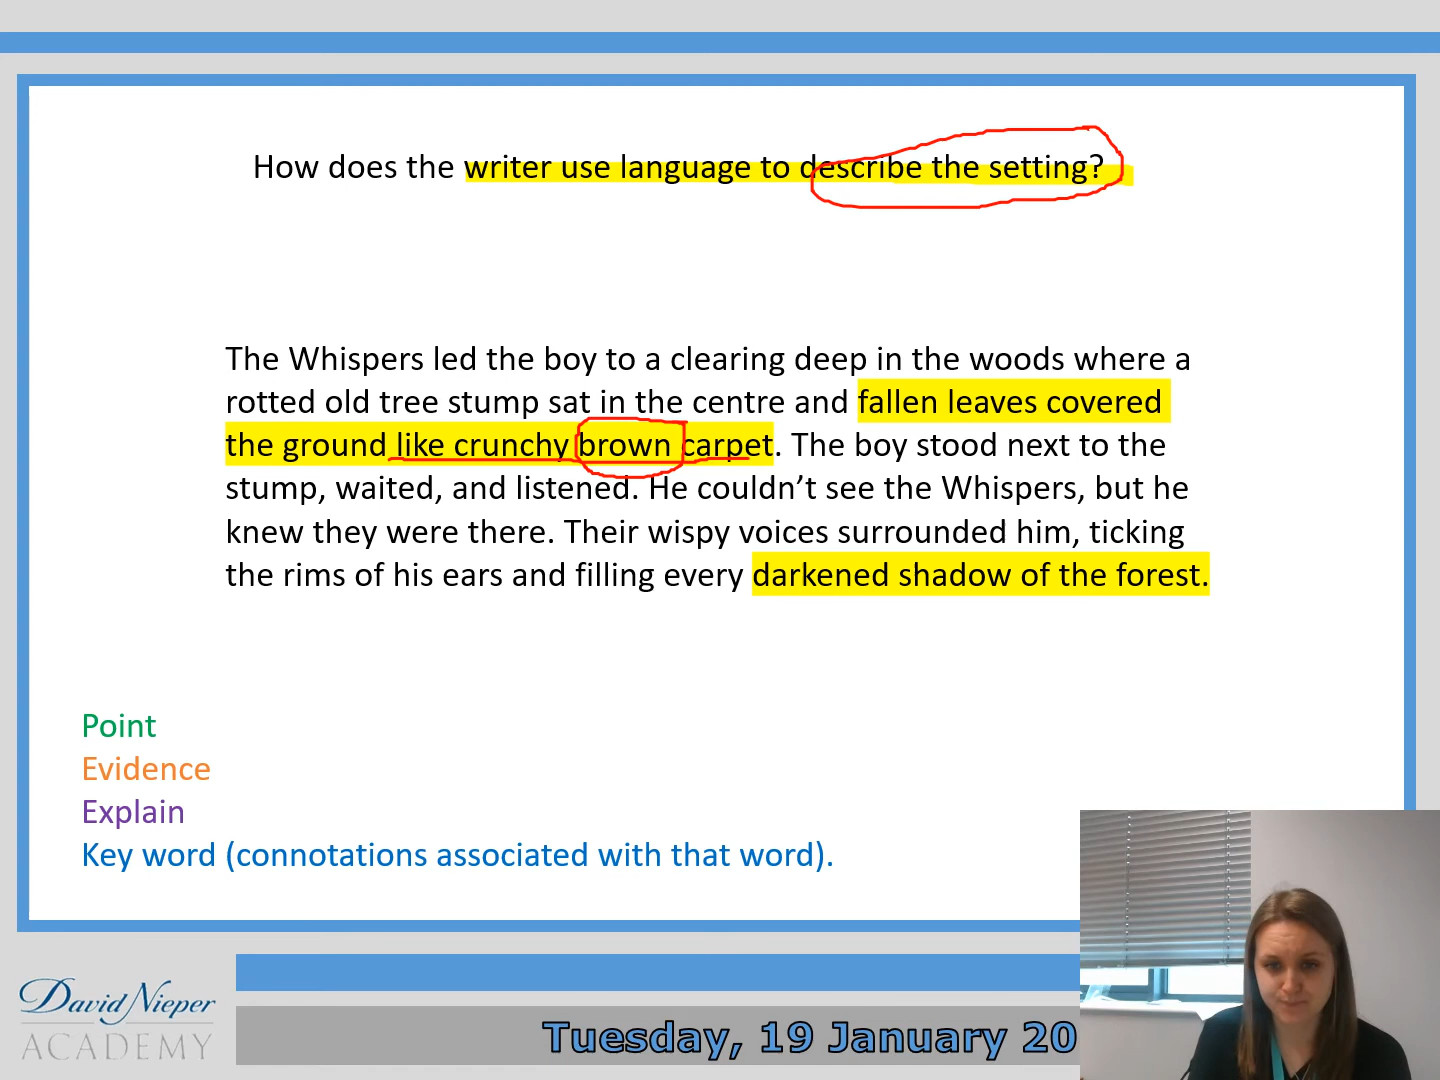 How does the writer use language to describe the setting?
The Whispers led the boy to a clearing deep in the woods where a
rotted old tree stump sat in the centre and fallen leaves covered
the ground like crunchy brown carpet. The boy stood next to the
stump, waited, and listened. He couldn’t see the Whispers, but he
knew they were there. Their wispy voices surrounded him, ticking
the rims of his ears and filling every darkened shadow of the forest.
Point
Evidence
Explain
Key word (connotations associated with that word).
David Nieper
ACADEMY
Tuesday, 19 January 20